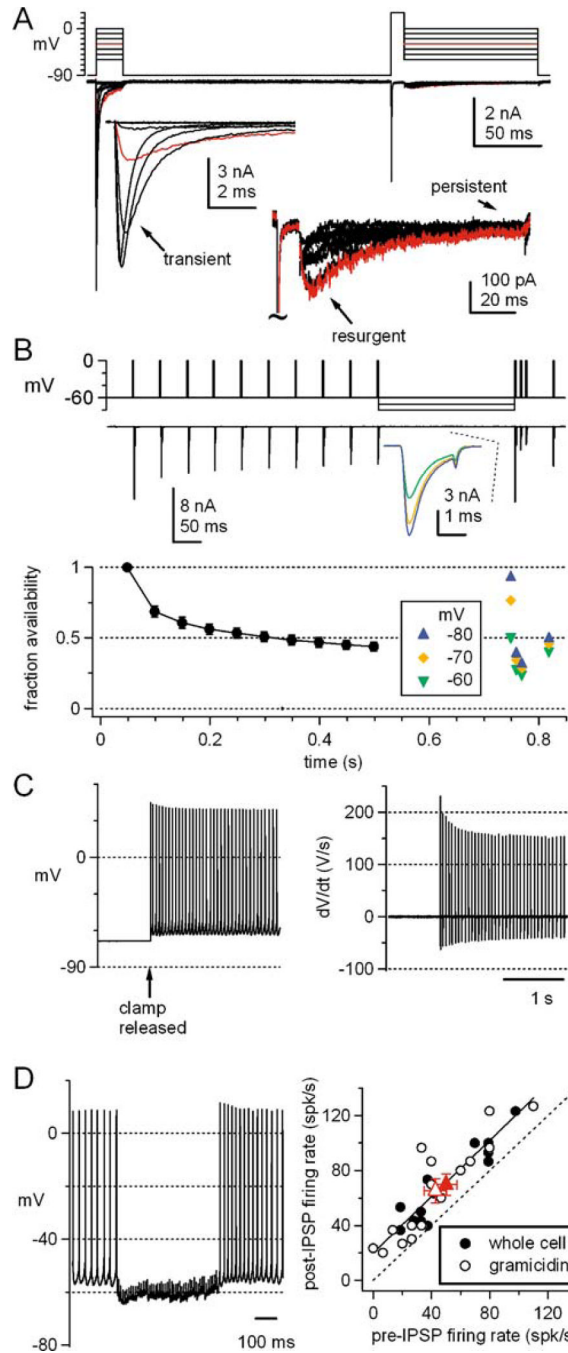 A
0
mV
-90
2 nA
50 ms
3 nA
2 ms
transient
persistent
100 pA
20 ms
resurgent
B
0
mV
-60
8 nA
50 ms
3 nA
1 ms
1
fraction availability
0.5
0
mV
-80
-70
-60
0
0.2
0.4
0.6
0.8
time (s)
C
0
mV
-90
clamp
released
200
dV/dt (V/s)
100
0
-100
1 s
D
0
mV
-40
-80
100 ms
post-IPSP firing rate (spk/s)
120
80
40
0
whole cell
gramicidin
0
40
80
120
pre-IPSP firing rate (spk/s)